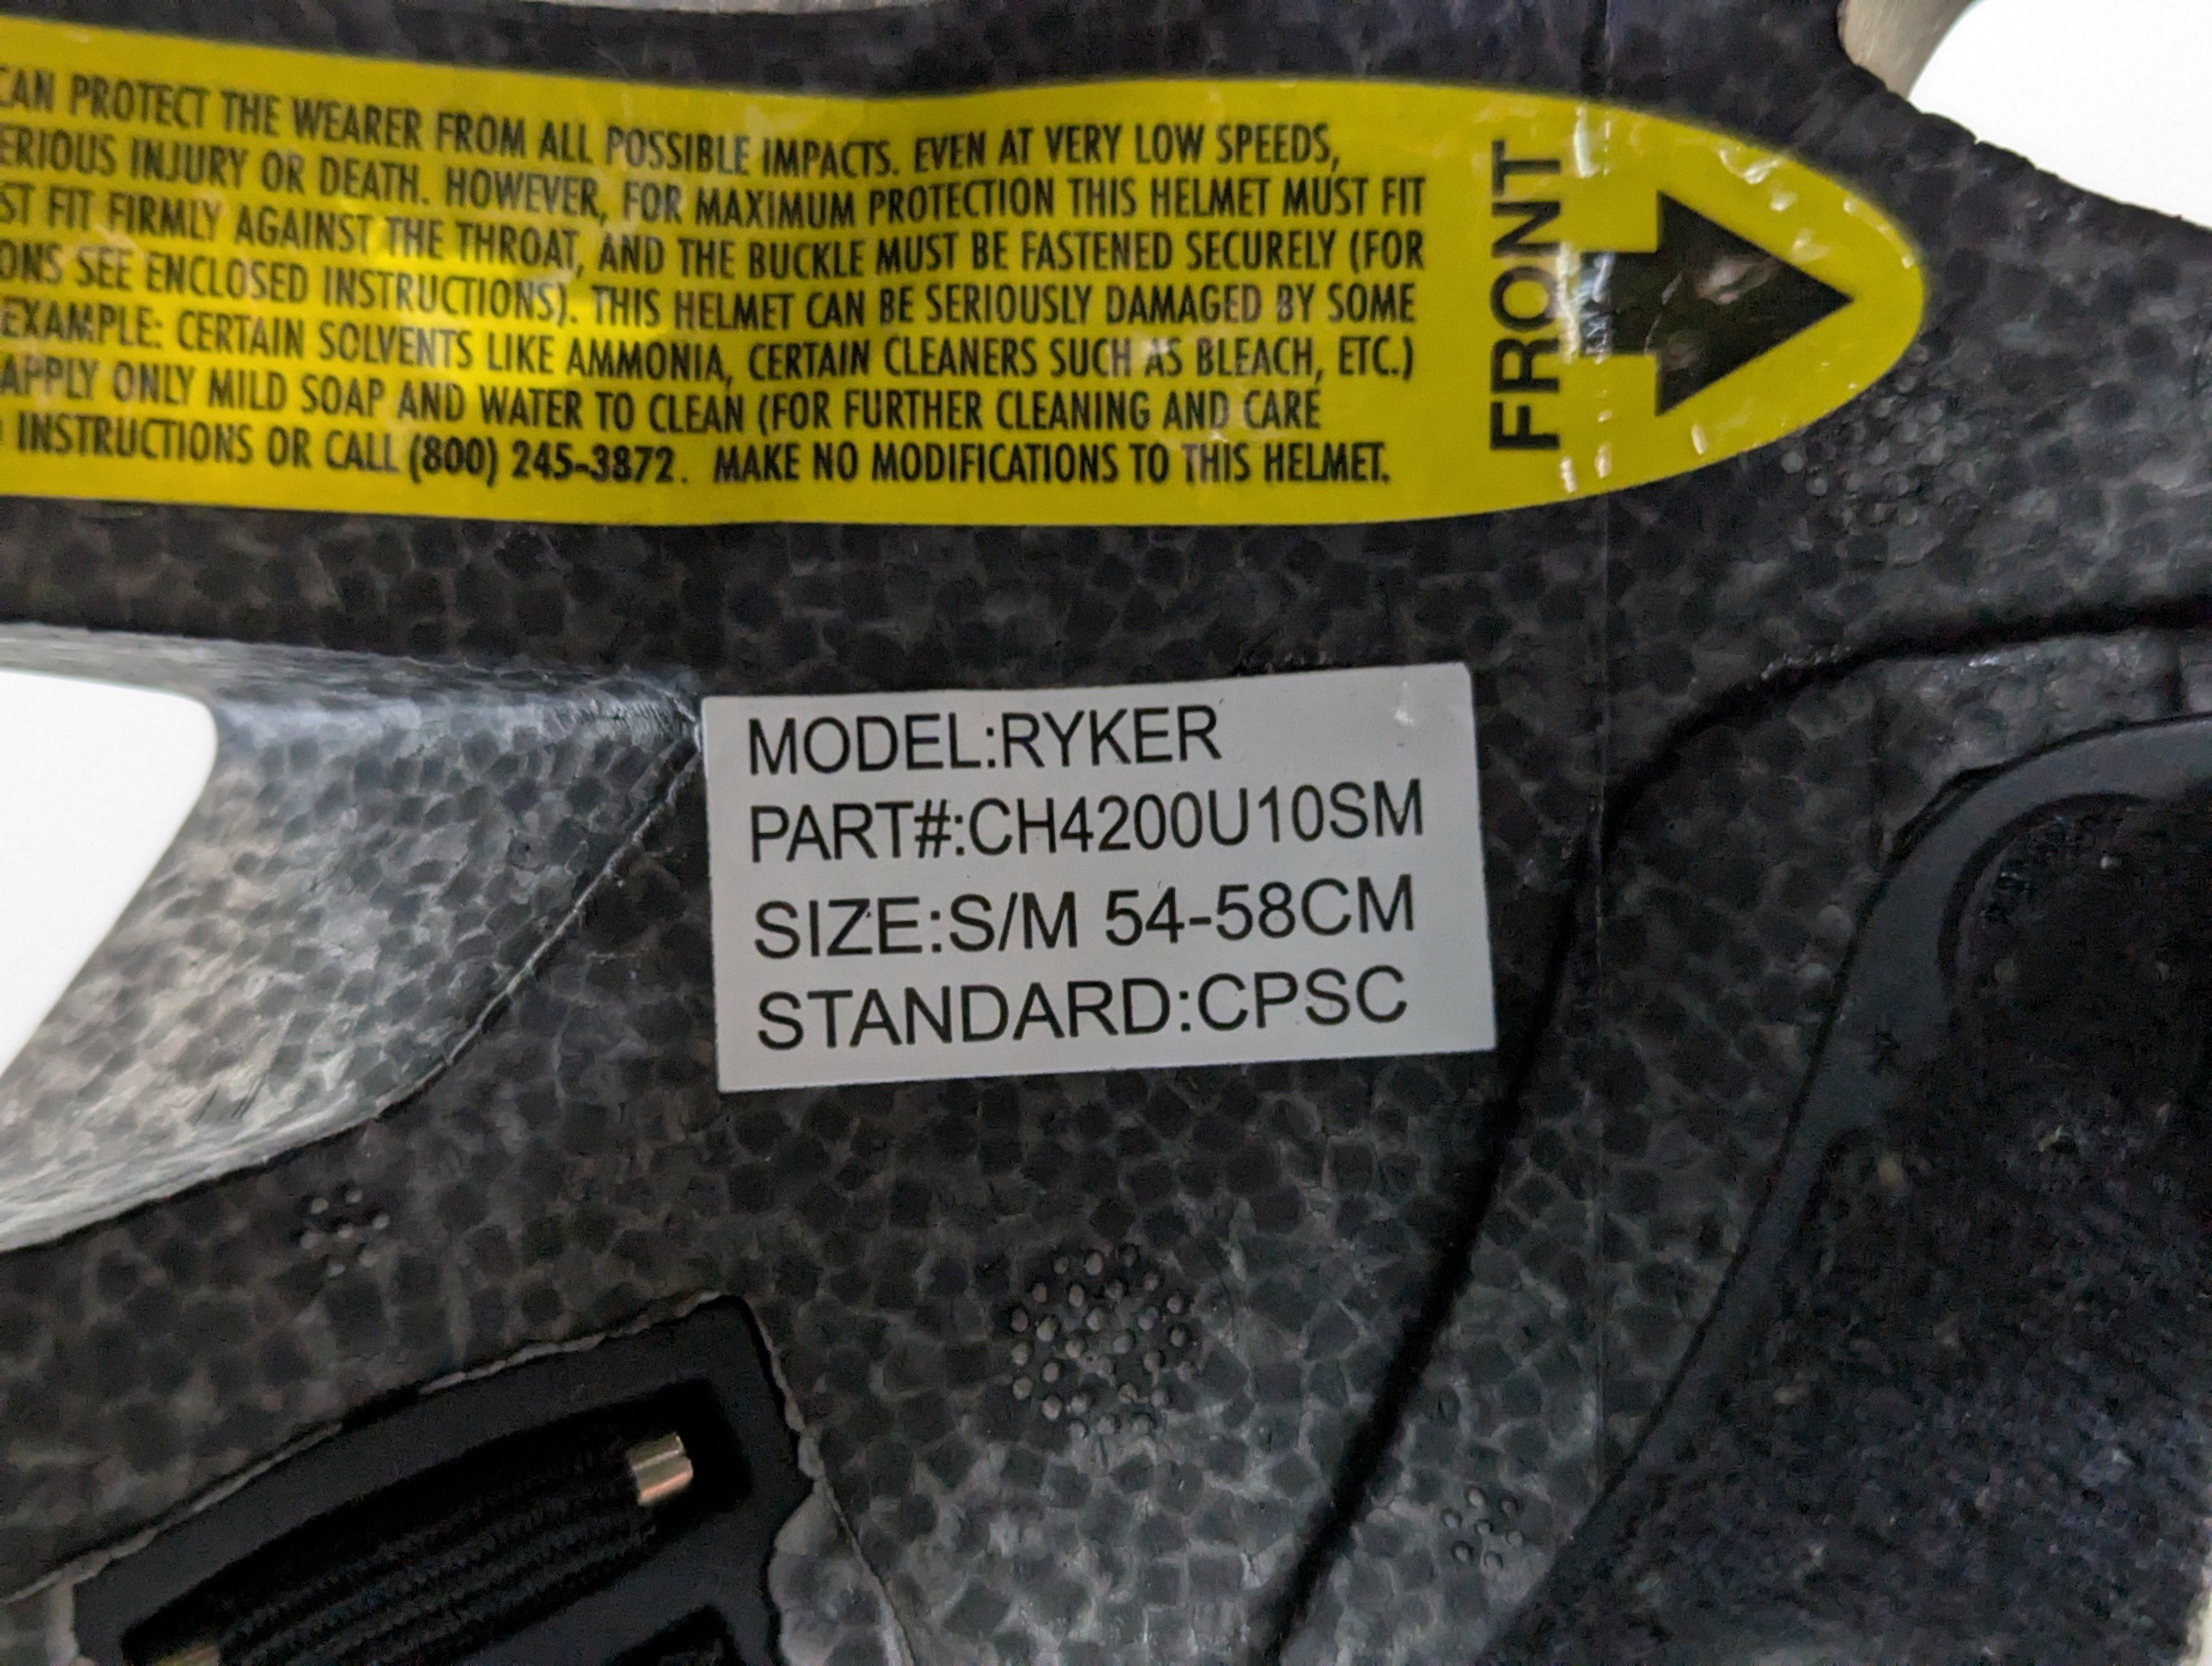 CAN PROTECT THE WEARER FROM ALL POSSIBLE IMPACTS. EVEN AT VERY LOW SPEEDS,
ERIOUS INJURY OR DEATH. HOWEVER, FOR MAXIMUM PROTECTION THIS HELMET MUST FIT
ST FIT FIRMLY AGAINST THE THROAT, AND THE BUCKLE MUST BE FASTENED SECURELY (FOR
ONS SEE ENCLOSED INSTRUCTIONS). THIS HELMET CAN BE SERIOUSLY DAMAGED BY SOME
EXAMPLE: CERTAIN SOLVENTS LIKE AMMONIA, CERTAIN CLEANERS SUCH AS BLEACH, ETC.)
APPLY ONLY MILD SOAP AND WATER TO CLEAN (FOR FURTHER CLEANING AND CARE
INSTRUCTIONS OR CALL (800) 245-3872. MAKE NO MODIFICATIONS TO THIS HELMET.
FRONT
MODEL:RYKER
PART#:CH4200U10SM
SIZE:S/M 54-58CM
STANDARD:CPSC